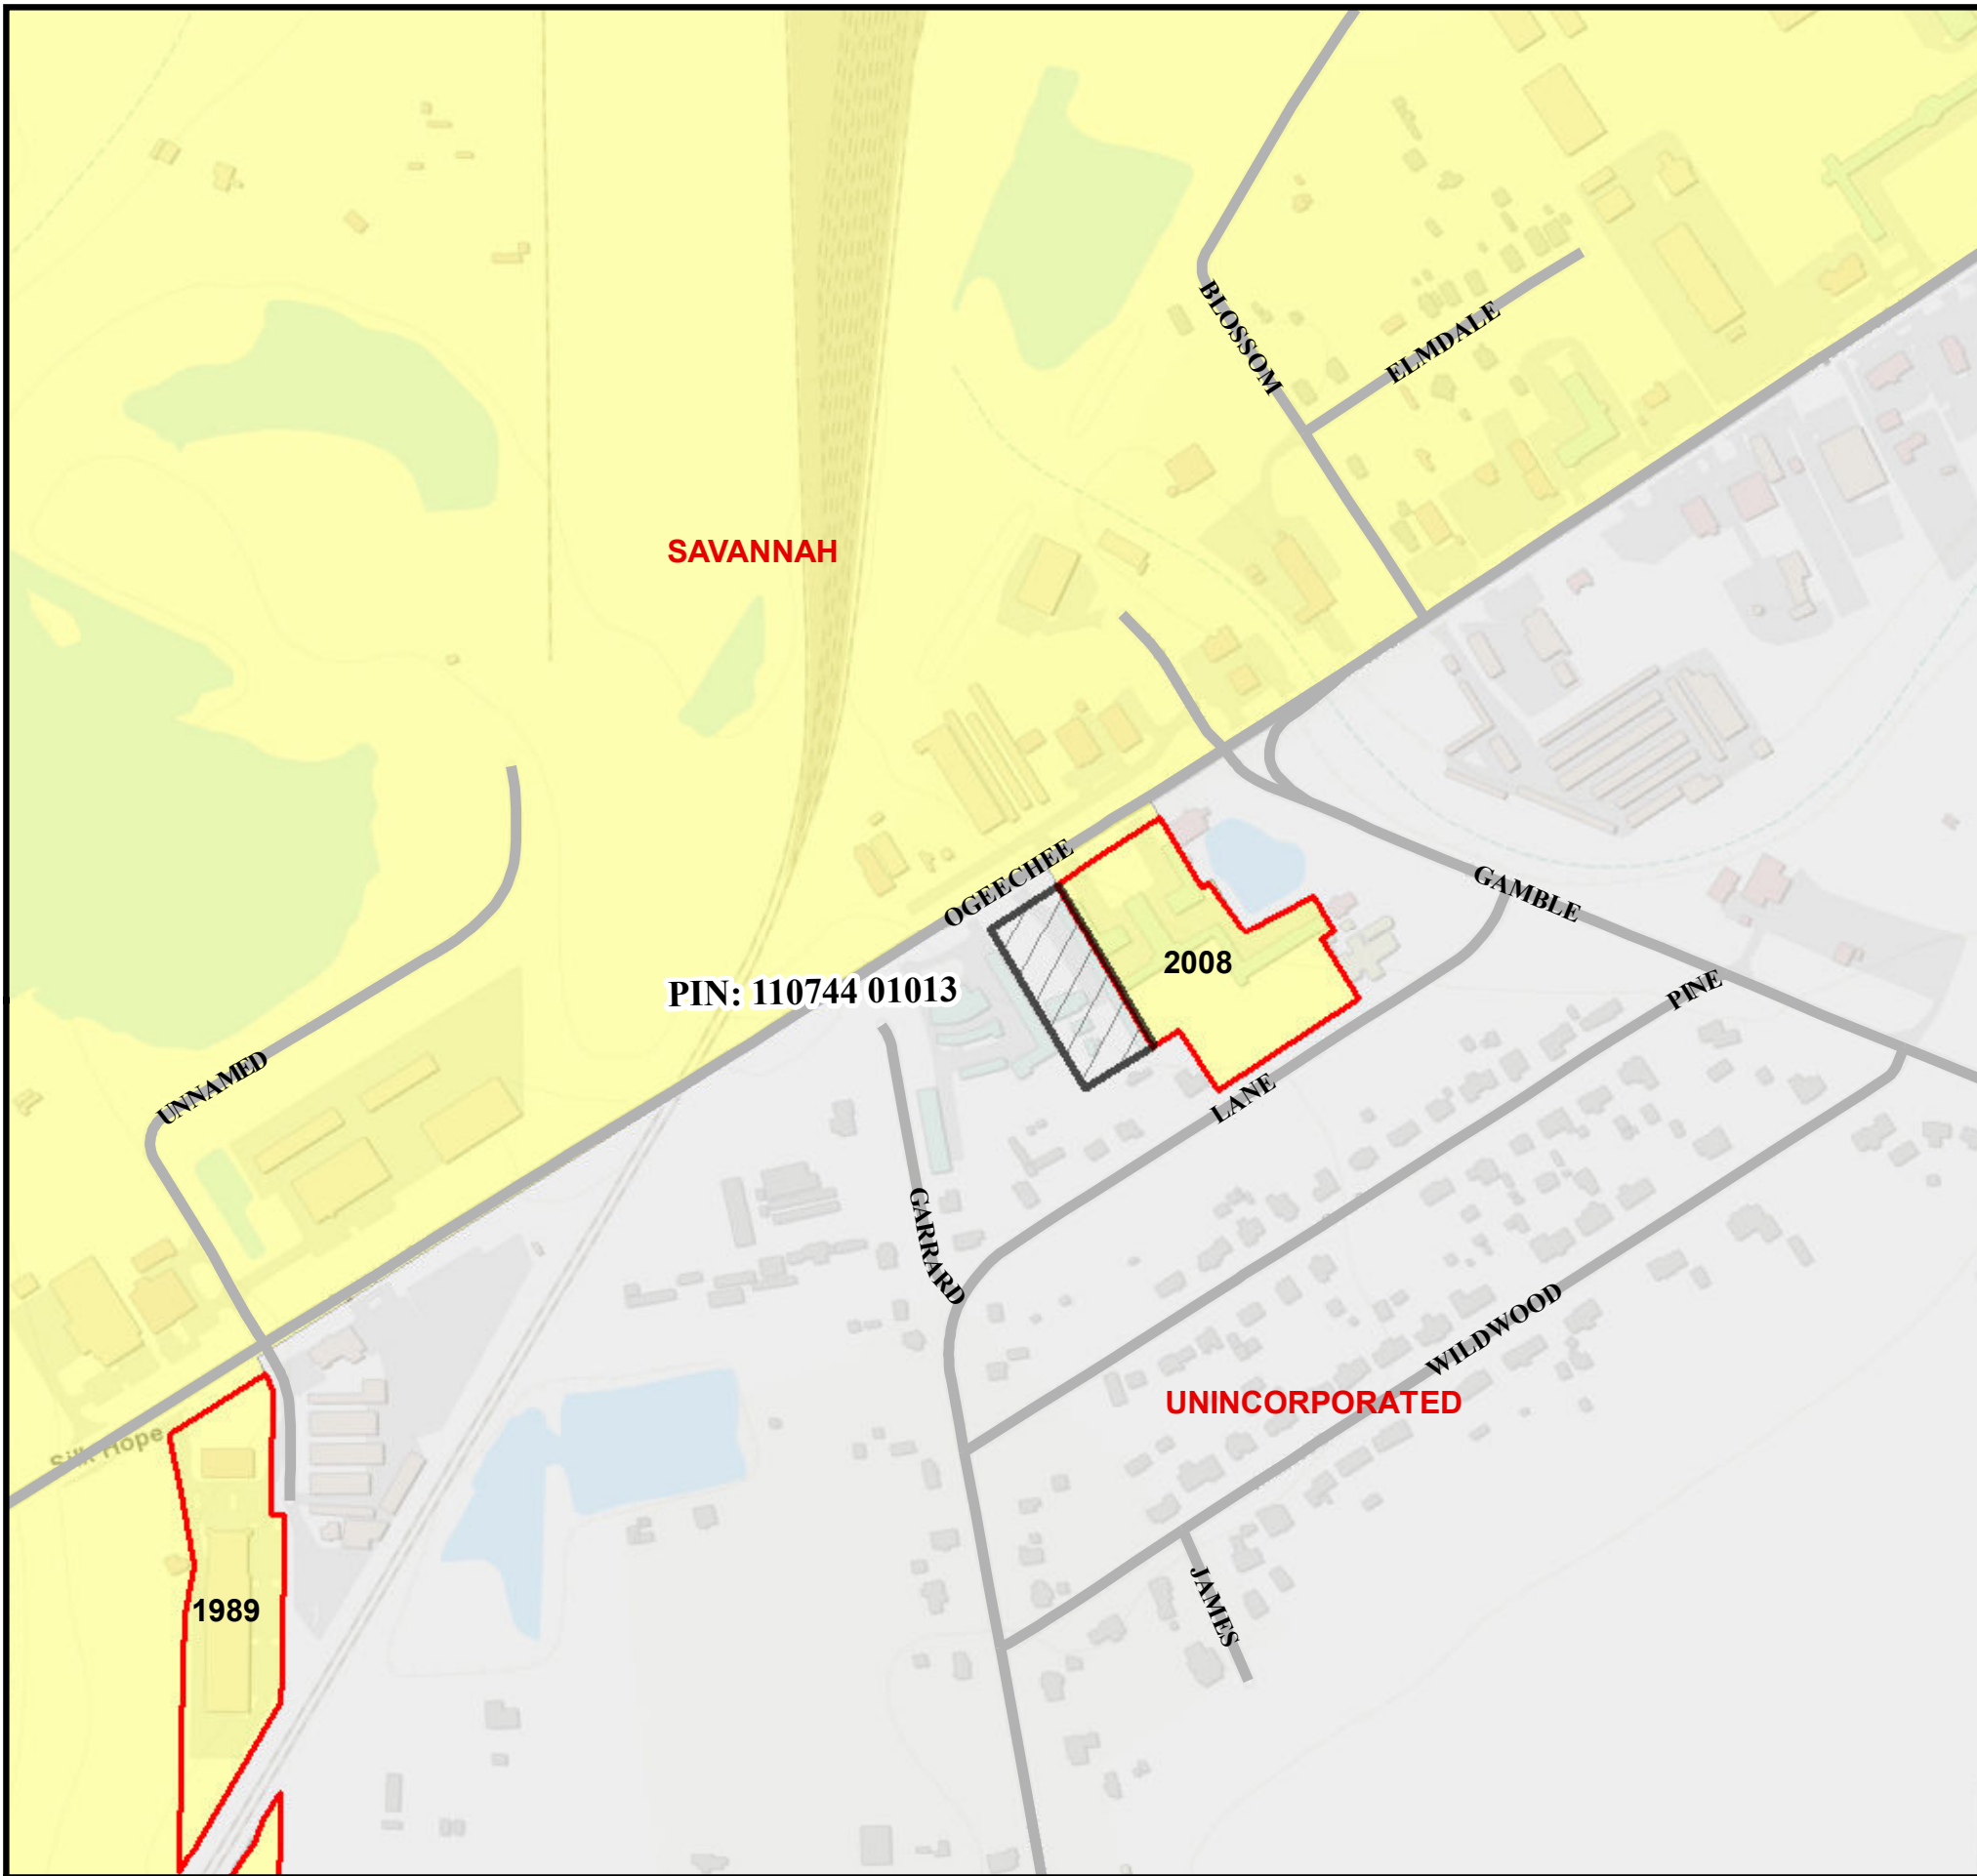 BLOSSOM
ELMDALE
SAVANNAH
OGEECHEE
GAMBLE
2008
PIN: 110744 01013
PINE
UNNAMED
LANE
GARRARD
WILDWOOD
UNINCORPORATED
Silk Hope
1989
JAMES